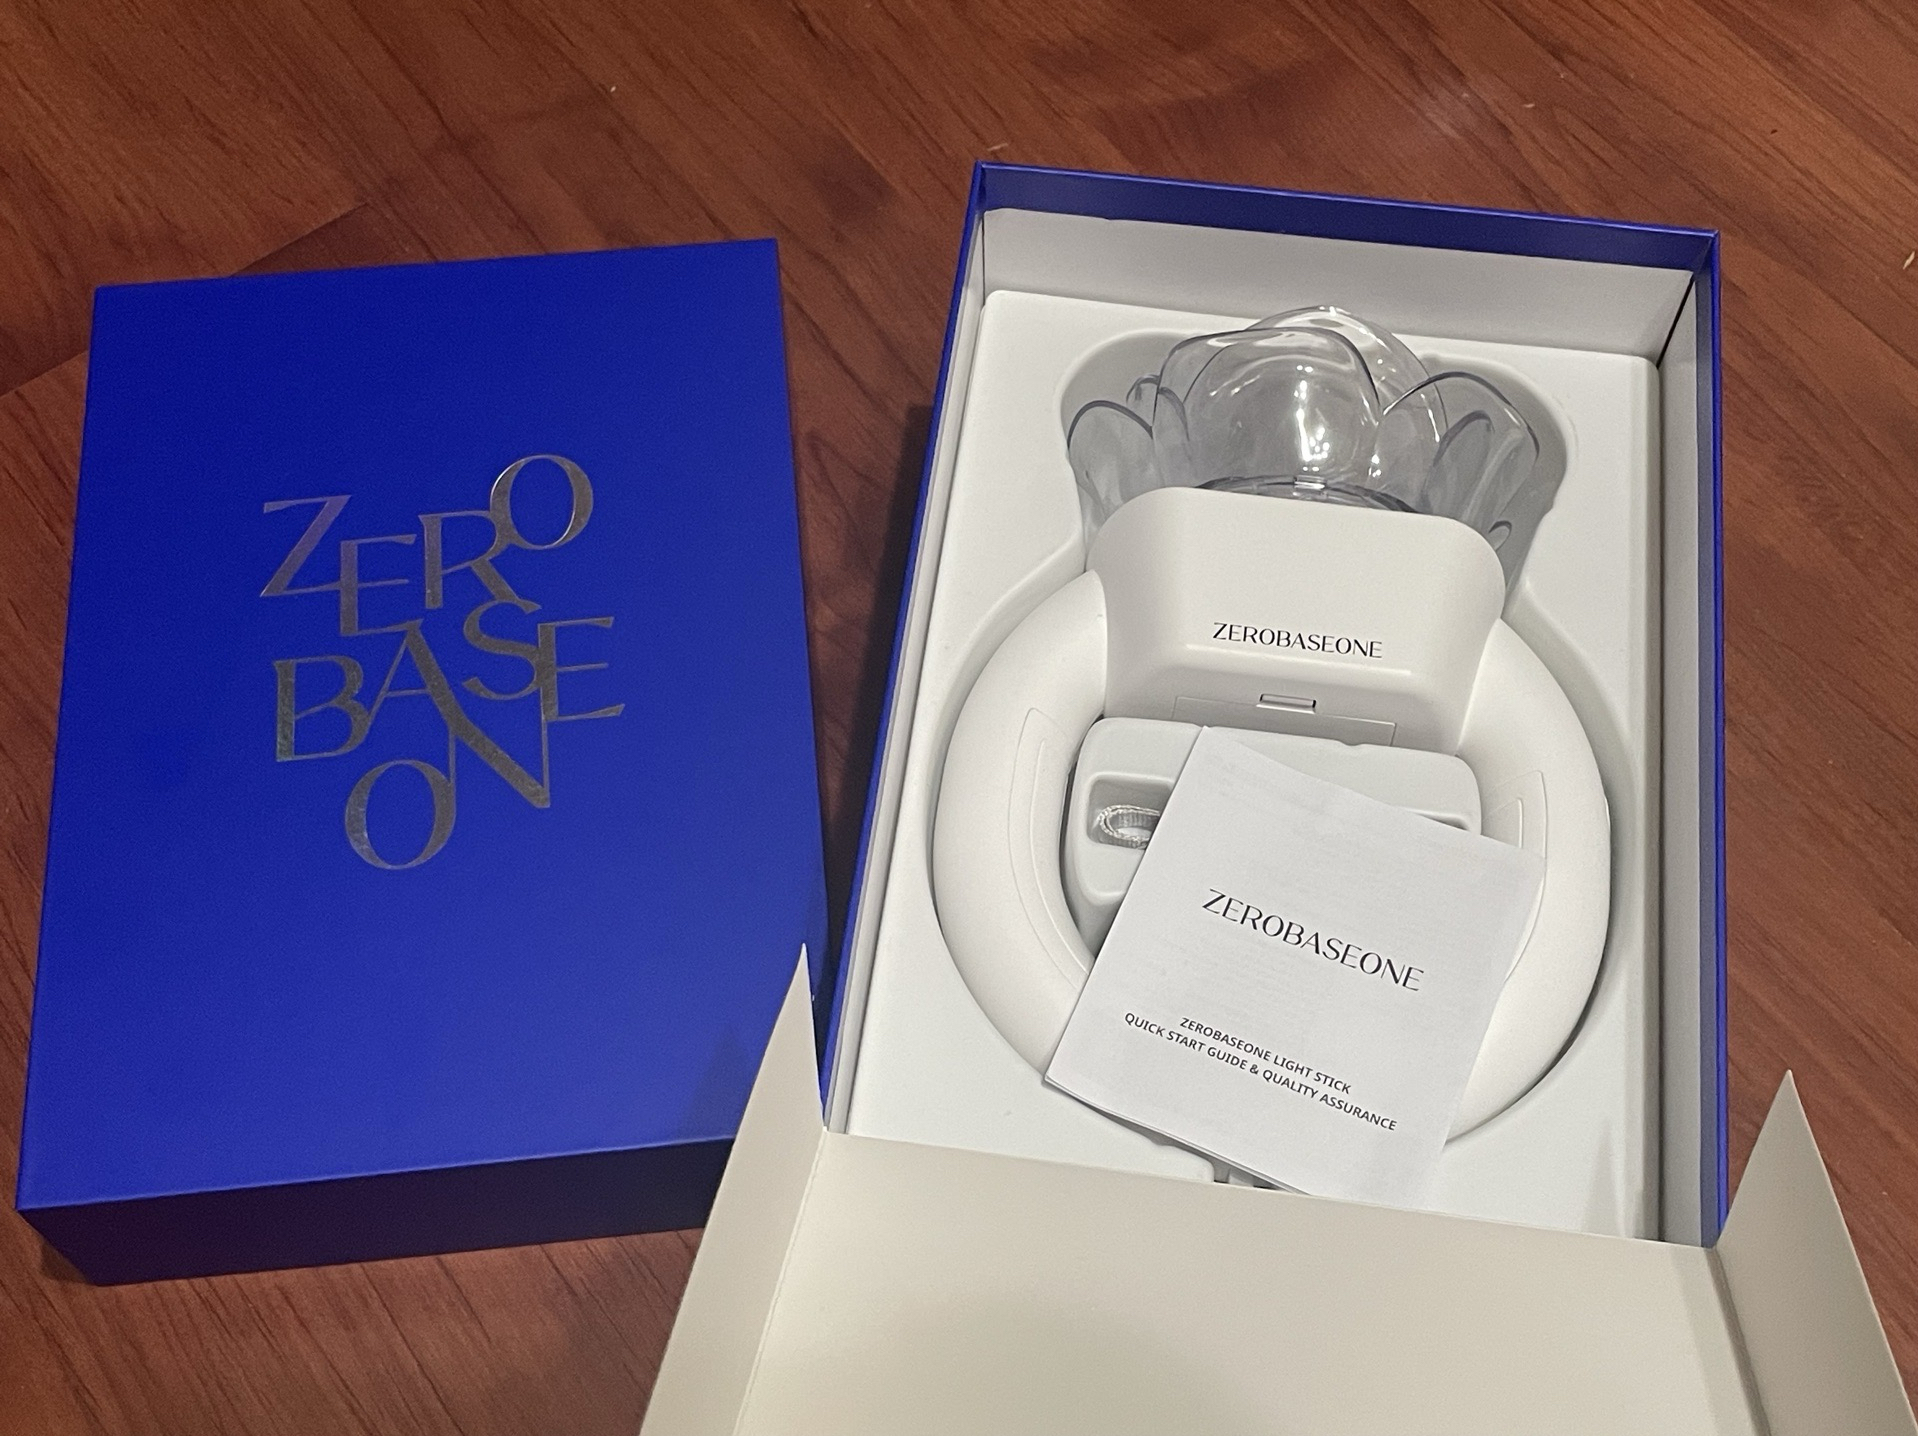 ZERO
BASE
ONE
ZEROBASEONE
ZEROBASEONE
ZEROBASEONE LIGHT STICK
QUICK START GUIDE & QUALITY ASSURANCE